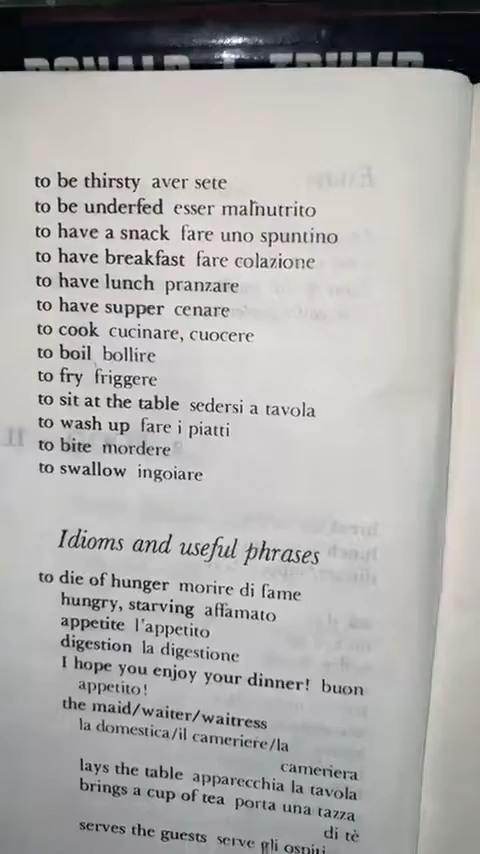 DONALD J. TRUMP
to be thirsty aver sete
to be underfed esser malnutrito
to have a snack fare uno spuntino
to have breakfast fare colazione
to have lunch pranzare
to have supper cenare
to cook cucinare, cuocere
to boil bollire
to fry friggere
to sit at the table sedersi a tavola
to wash up fare i piatti
to bite mordere
to swallow ingoiare
Idioms and useful phrases
to die of hunger morire di fame
hungry, starving affamato
appetite l'appetito
digestion la digestione
I hope you enjoy your dinner! buon
appetito!
the maid/waiter/waitress
la domestica/il cameriere/la
cameriera
lays the table apparecchia la tavola
brings a cup of tea porta una tazza
di tè
serves the guests serve gli ospiti